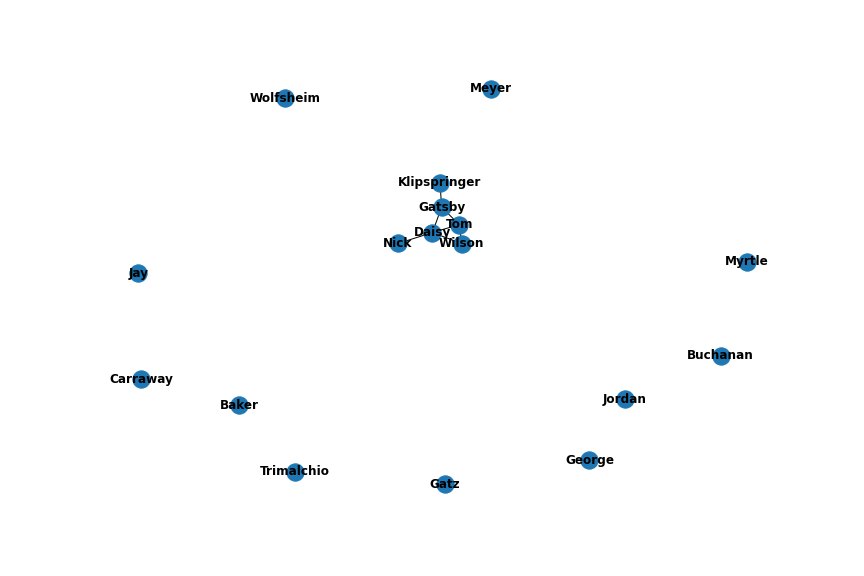 Meyer
Wolfsheim
Klipspringer
Gatsby
Tom
Daisy
Nick
Wilson
Myrtle
Jay
Buchanan
Carraway
Jordan
Baker
George
Trimalchio
Gatz